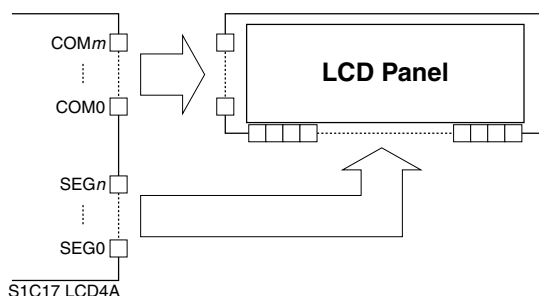 COMm
COM0
SEGn
SEG0
S1C17 LCD4A
LCD Panel